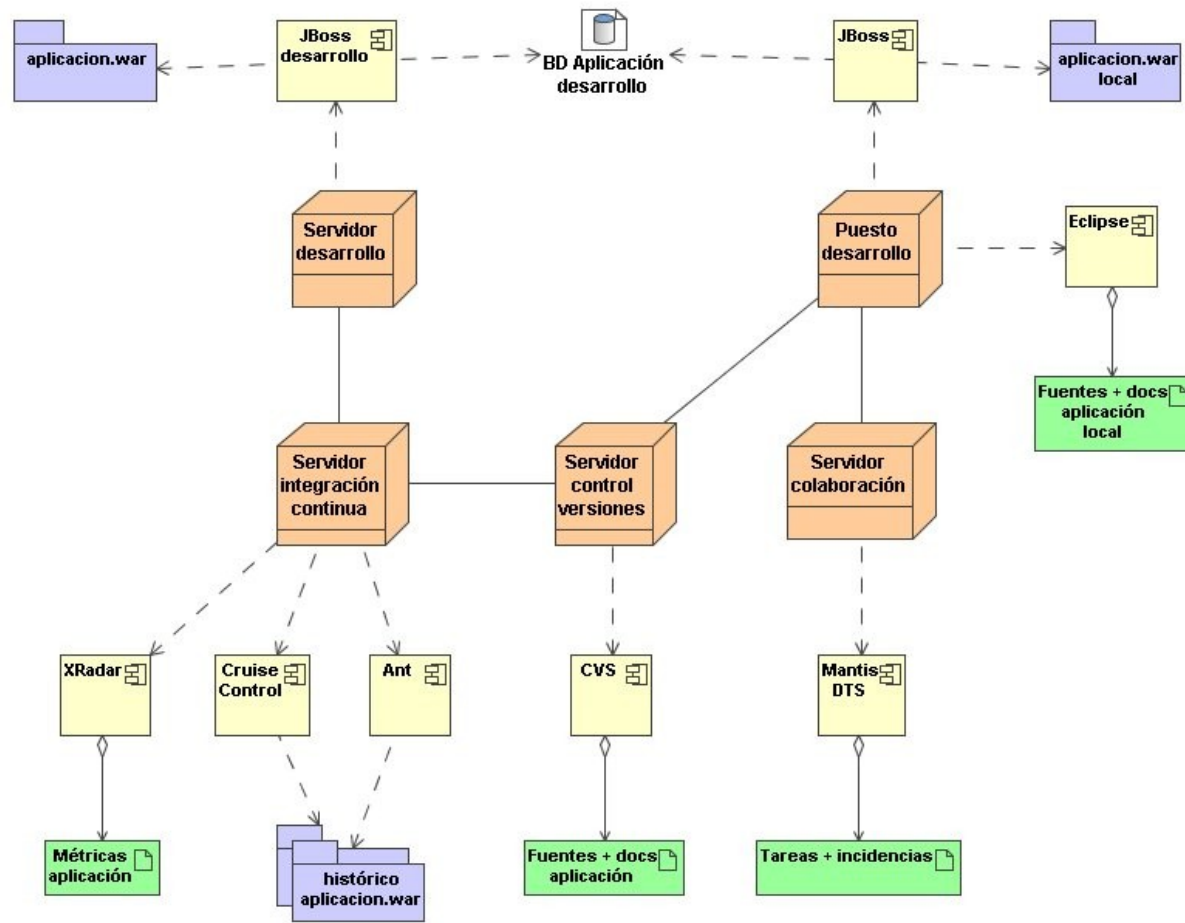 aplicacion.war
JBoss
desarrollo
BD Aplicación
desarrollo
JBoss
aplicacion.war
local
Servidor
desarrollo
Puesto
desarrollo
Eclipse
Fuentes + docs
aplicación
local
Servidor
integración
continua
Servidor
control
versiones
Servidor
colaboración
XRadar
Cruise
Control
Ant
CVS
Mantis
DTS
Métricas
aplicación
histórico
aplicacion.war
Fuentes + docs
aplicación
Tareas + incidencias